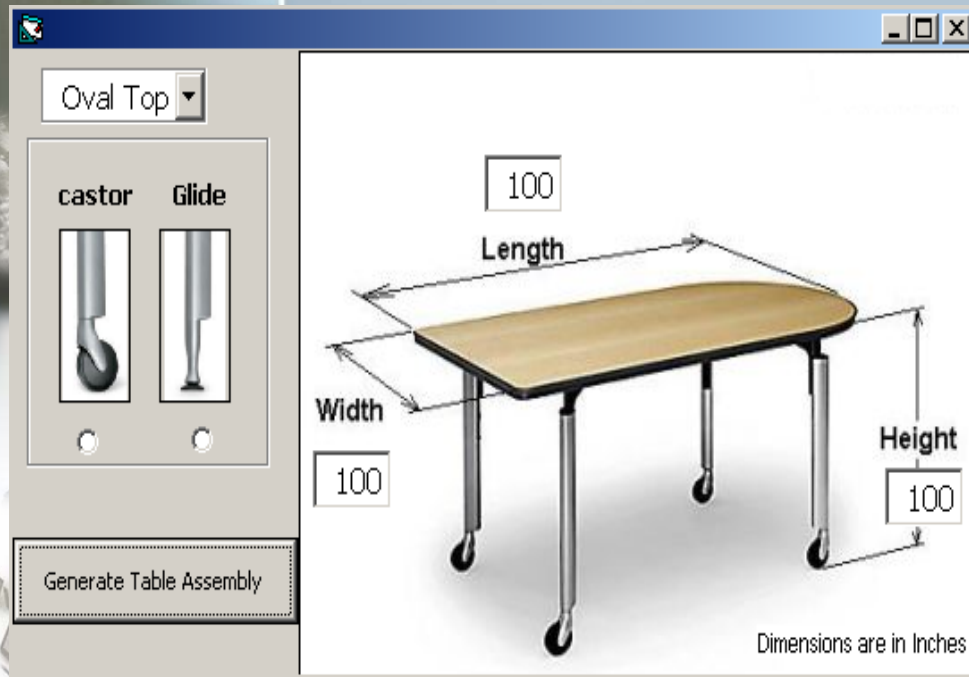 Oval Top
castor Glide
100
Length
Width
100
Height
100
Generate Table Assembly
Dimensions are in Inches